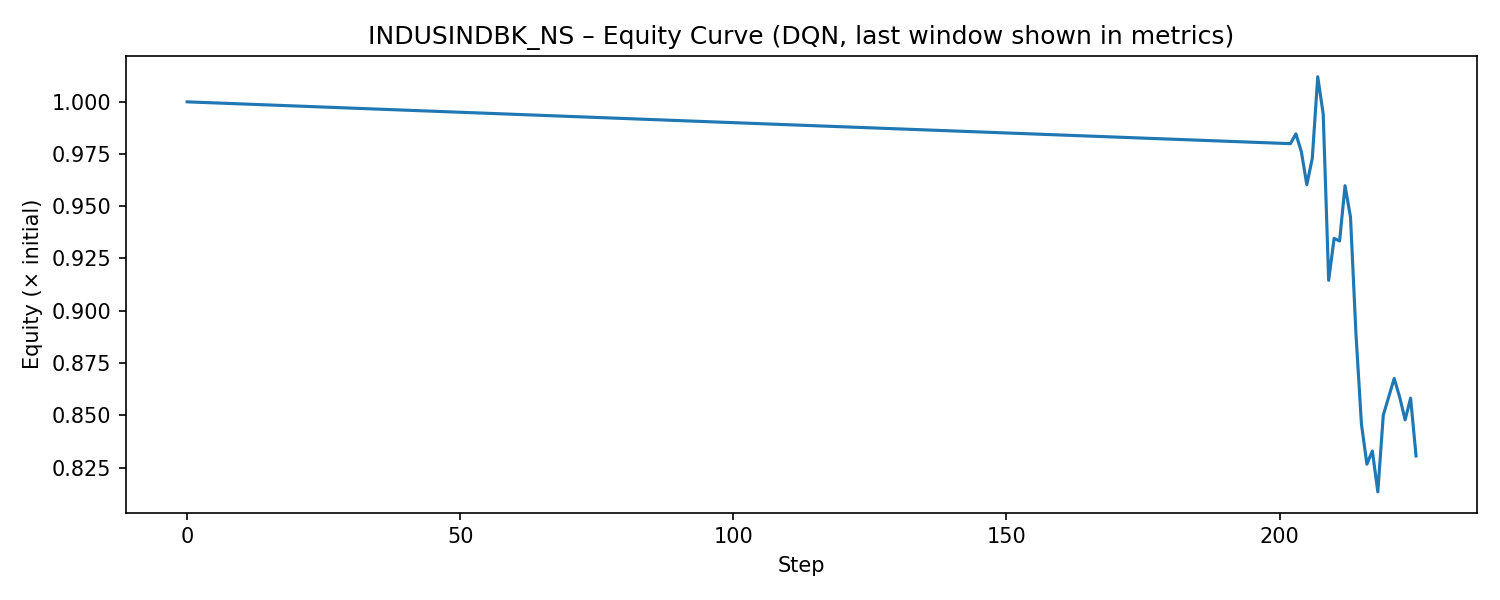 INDUSINDBK_NS – Equity Curve (DQN, last window shown in metrics)
Equity (× initial)
1.000
0.975
0.950
0.925
0.900
0.875
0.850
0.825
0 50 100 150 200
Step